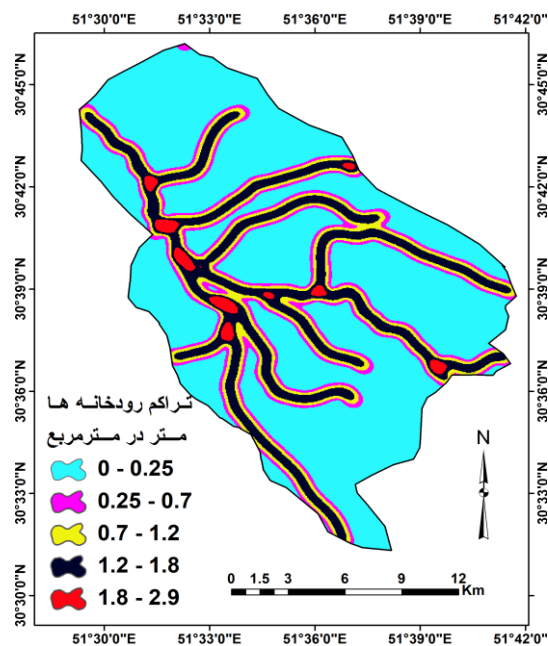 51°30'0"E 51°33'0"E 51°36'0"E 51°39'0"E 51°42'0"E
30°45'0"N 30°45'0"N
30°42'0"N 30°42'0"N
30°39'0"N 30°39'0"N
30°36'0"N 30°36'0"N
30°33'0"N 30°33'0"N
30°30'0"N 30°30'0"N
تراکم رودخانه ها
متر در مترمربع
0 - 0.25
0.25 - 0.7
0.7 - 1.2
1.2 - 1.8
1.8 - 2.9
N
0 1.5 3 6 9 12
Km
51°30'0"E 51°33'0"E 51°36'0"E 51°39'0"E 51°42'0"E